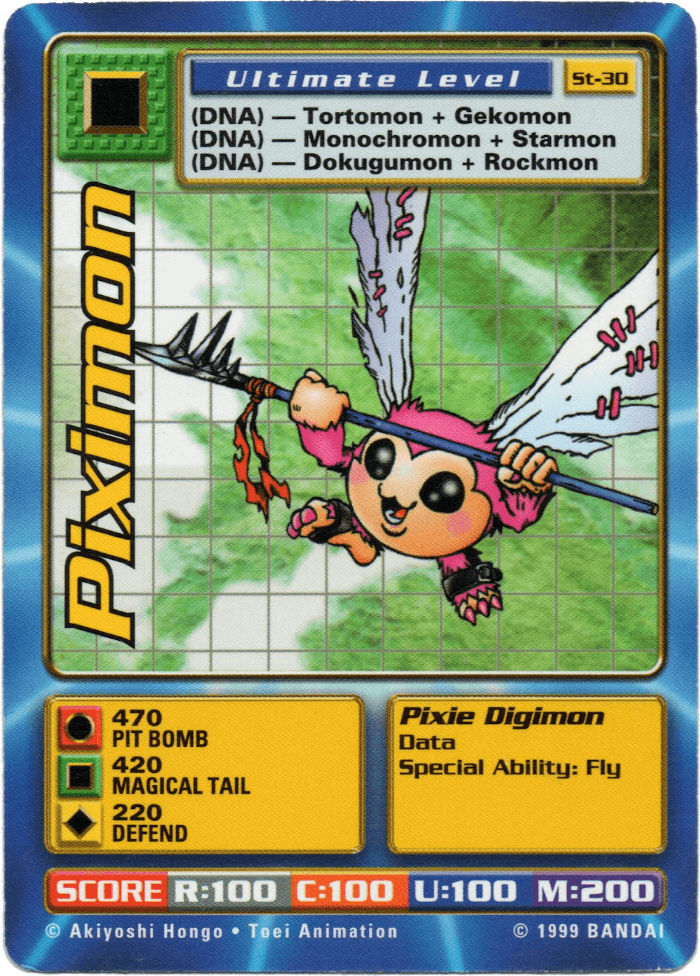 Ultimate Level
St-30
(DNA) — Tortomon + Gekomon
(DNA) — Monochromon + Starmon
(DNA) — Dokugumon + Rockmon
Piximon
470
PIT BOMB
420
MAGICAL TAIL
220
DEFEND
Pixie Digimon
Data
Special Ability: Fly
SCORE R:100 C:100 U:100 M:200
© Akiyoshi Hongo • Toei Animation
© 1999 BANDAI